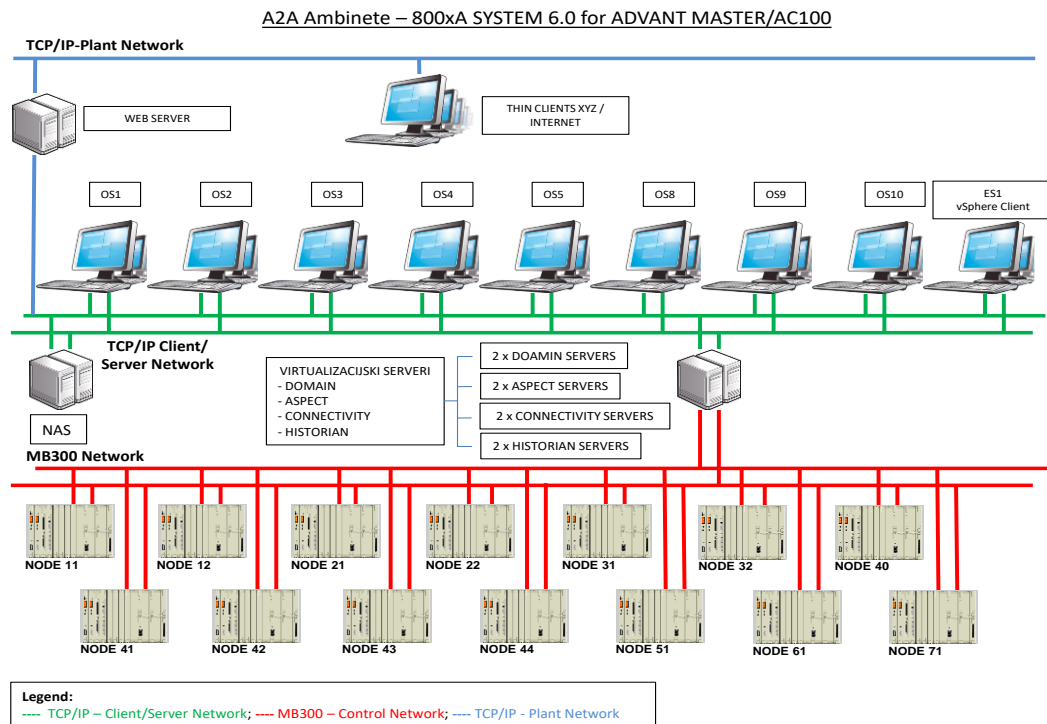 A2A Ambinete – 800xA SYSTEM 6.0 for ADVANT MASTER/AC100
TCP/IP-Plant Network
WEB SERVER
THIN CLIENTS XYZ /
INTERNET
OS1
OS2
OS3
OS4
OS5
OS8
OS9
OS10
ES1
vSphere Client
TCP/IP Client/
Server Network
VIRTUALIZACIJSKI SERVERI
- DOMAIN
- ASPECT
- CONNECTIVITY
- HISTORIAN
2 x DOAMIN SERVERS
2 x ASPECT SERVERS
2 x CONNECTIVITY SERVERS
2 x HISTORIAN SERVERS
NAS
MB300 Network
NODE 11
NODE 12
NODE 21
NODE 22
NODE 31
NODE 32
NODE 40
NODE 41
NODE 42
NODE 43
NODE 44
NODE 51
NODE 61
NODE 71
Legend:
---- TCP/IP – Client/Server Network; ---- MB300 – Control Network; ---- TCP/IP - Plant Network